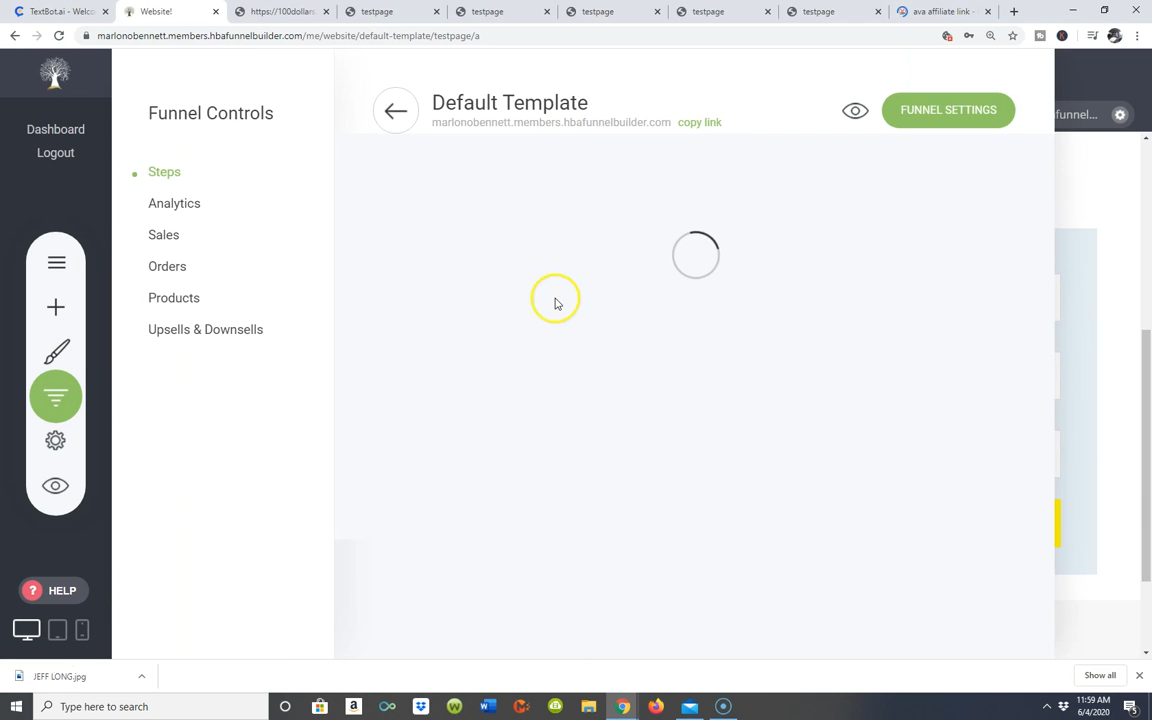 TextBot.ai - Welco
Website!
https://100dollars
testpage
testpage
testpage
testpage
testpage
ava affiliate link -
marlonobennett.members.hbafunnelbuilder.com/me/website/default-template/testpage/a
Dashboard
Logout
HELP
Funnel Controls
Steps
Analytics
Sales
Orders
Products
Upsells & Downsells
Default Template
marlonobennett.members.hbafunnelbuilder.com copy link
FUNNEL SETTINGS
funnel...
JEFF LONG.jpg
Show all
Type here to search
11:59 AM
6/4/2020
5